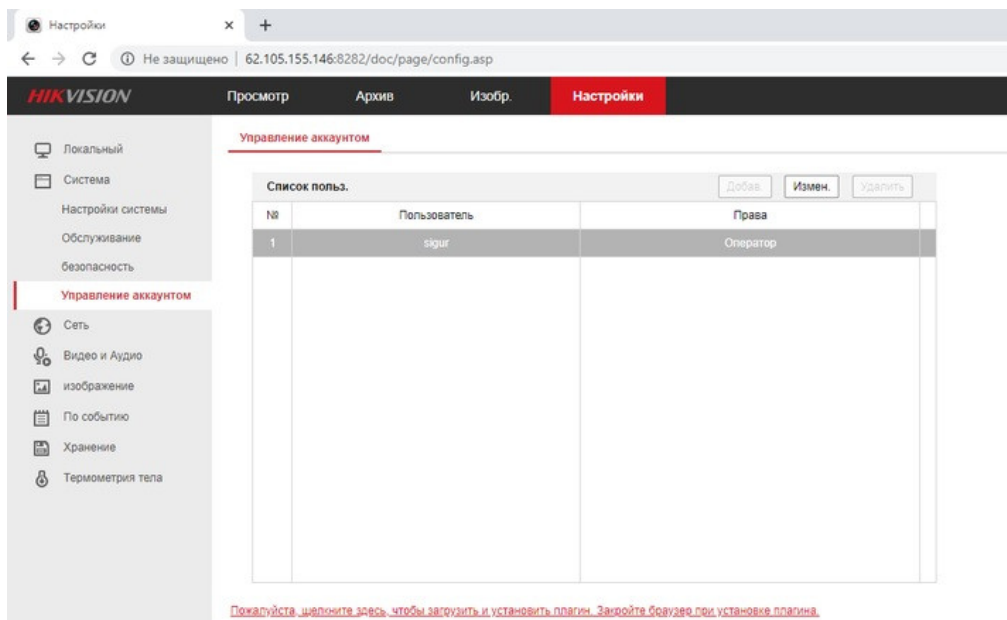 Настройки
Не защищено | 62.105.155.146:8282/doc/page/config.asp
HIKVISION Просмотр Архив Изобр. Настройки
Управление аккаунтом
Локальный
Система
Настройки системы
Обслуживание
безопасность
Управление аккаунтом
Сеть
Видео и Аудио
изображение
По событию
Хранение
Термометрия тела
Список польз. Добав. Измен. Удалить
№ Пользователь Права
1 sigur Оператор
Пожалуйста, щелкните здесь, чтобы загрузить и установить плагин. Закройте браузер при установке плагина.